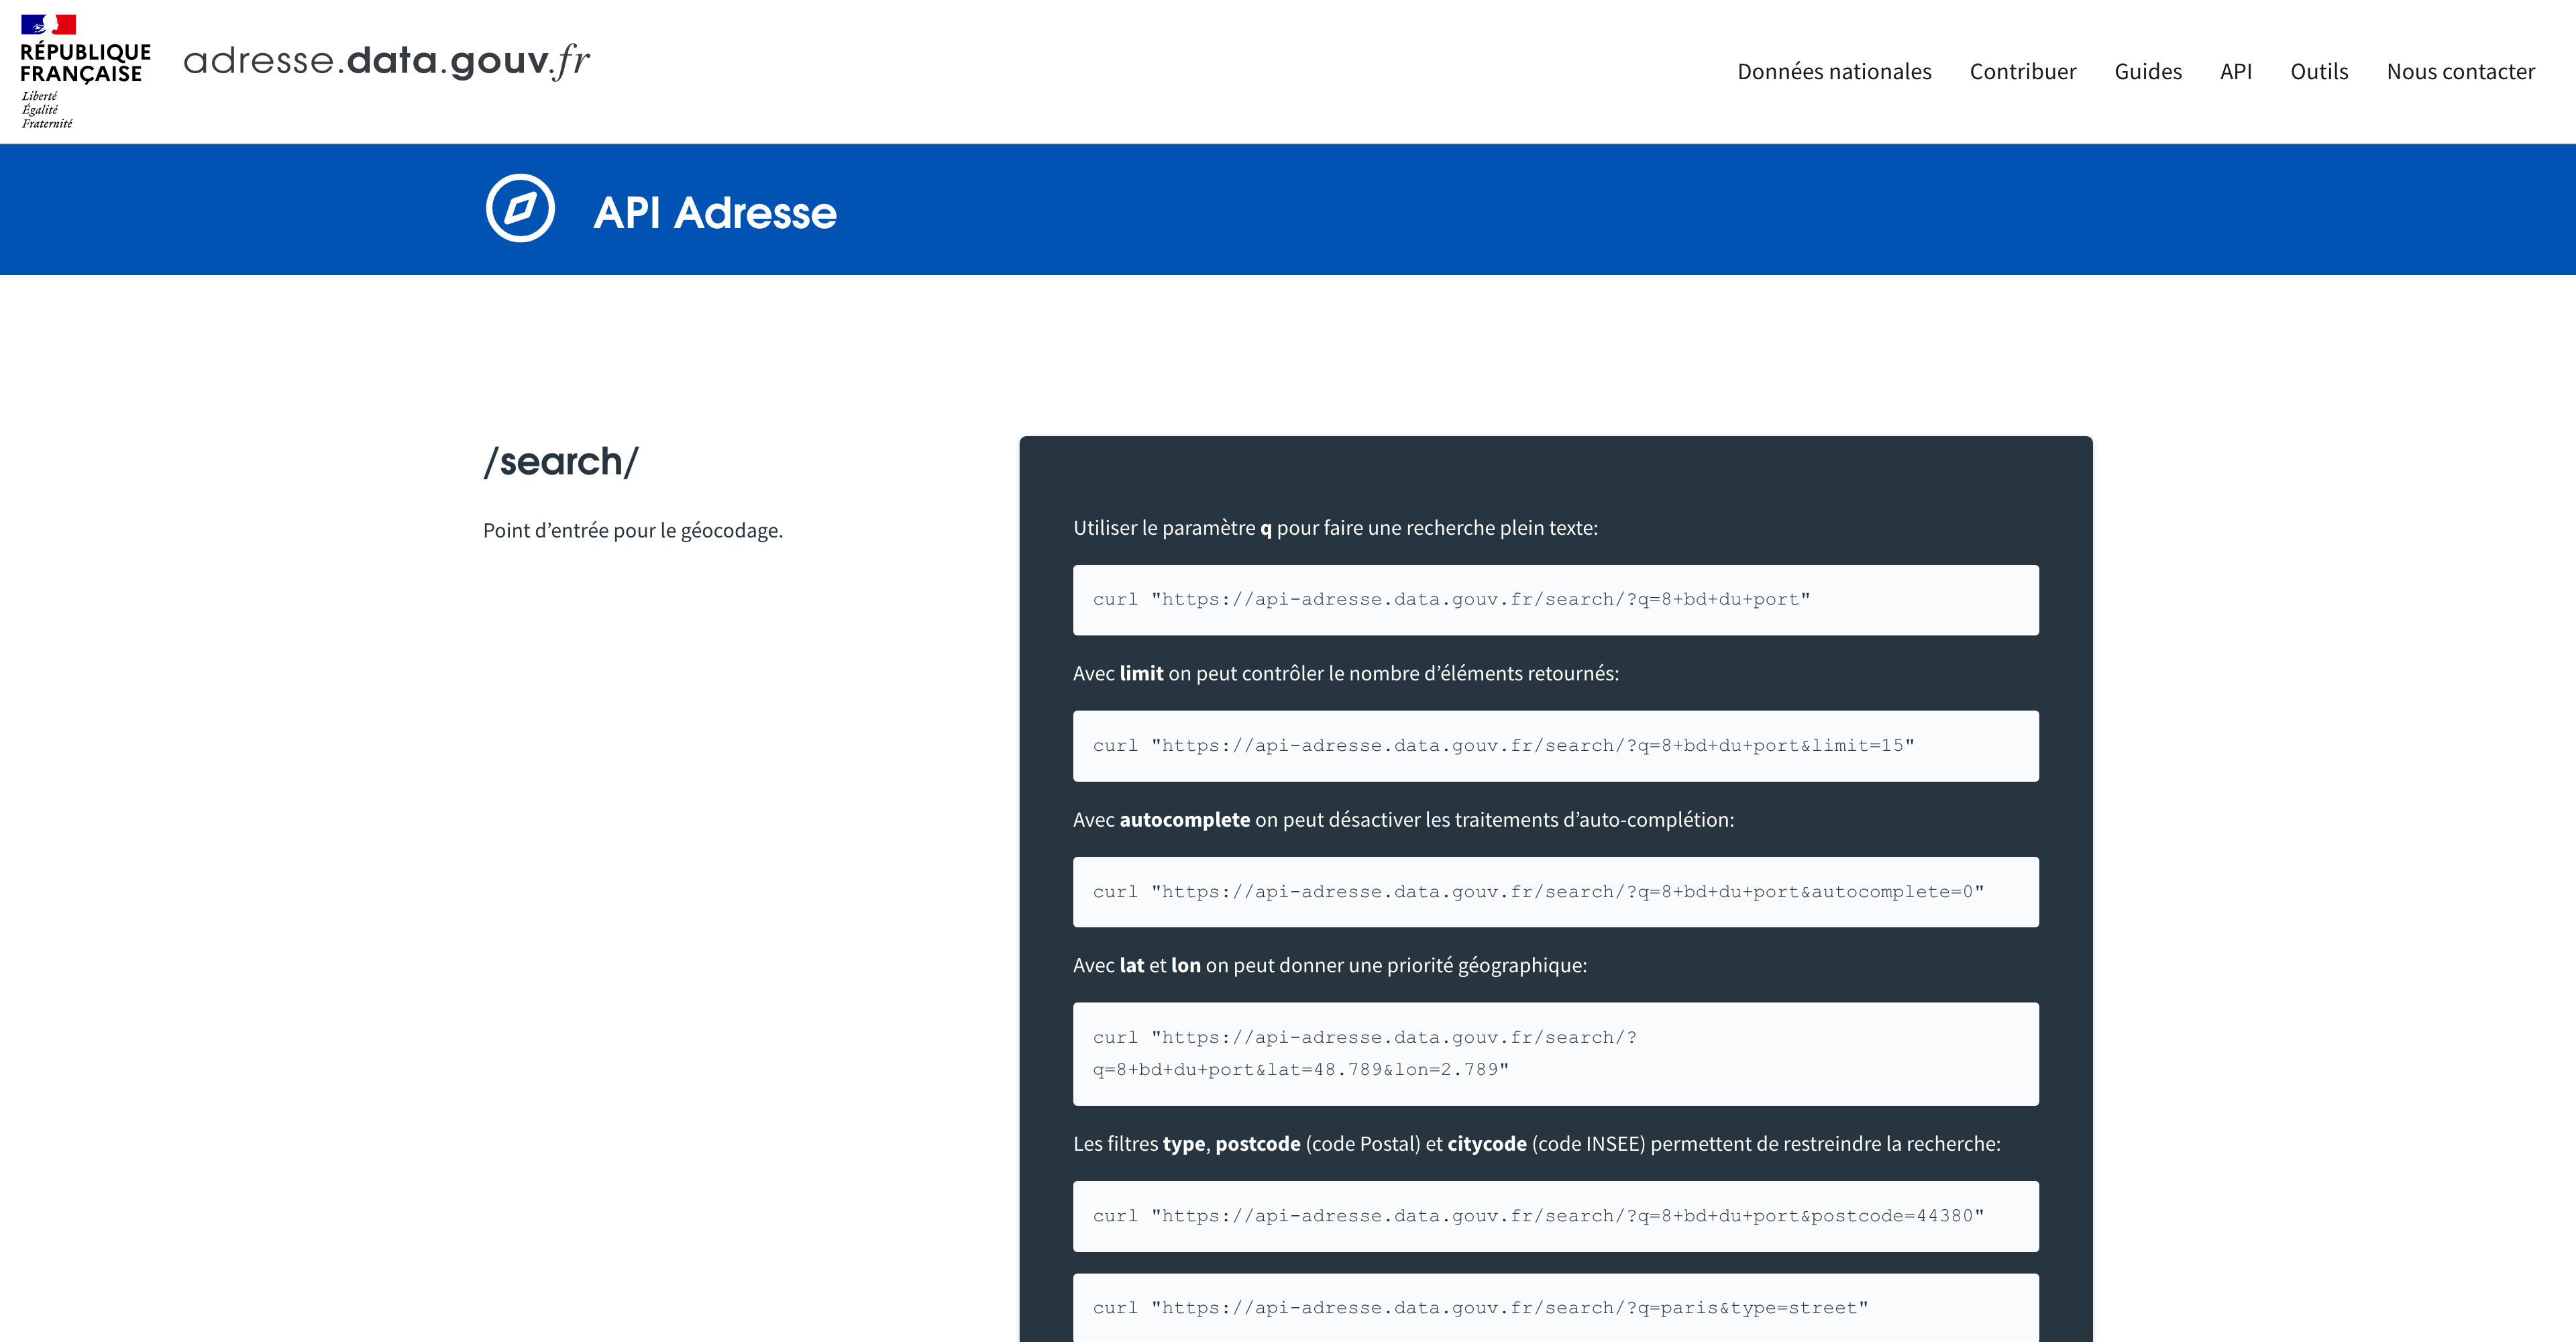 RÉPUBLIQUE
FRANÇAISE
Liberté
Égalité
Fraternité
adresse.data.gouv.fr
Données nationales Contribuer Guides API Outils Nous contacter
API Adresse
/search/
Point d’entrée pour le géocodage.
Utiliser le paramètre q pour faire une recherche plein texte:
curl "https://api-adresse.data.gouv.fr/search/?q=8+bd+du+port"
Avec limit on peut contrôler le nombre d’éléments retournés:
curl "https://api-adresse.data.gouv.fr/search/?q=8+bd+du+port&limit=15"
Avec autocomplete on peut désactiver les traitements d’auto-complétion:
curl "https://api-adresse.data.gouv.fr/search/?q=8+bd+du+port&autocomplete=0"
Avec lat et lon on peut donner une priorité géographique:
curl "https://api-adresse.data.gouv.fr/search/?
q=8+bd+du+port&lat=48.789&lon=2.789"
Les filtres type, postcode (code Postal) et citycode (code INSEE) permettent de restreindre la recherche:
curl "https://api-adresse.data.gouv.fr/search/?q=8+bd+du+port&postcode=44380"
curl "https://api-adresse.data.gouv.fr/search/?q=paris&type=street"